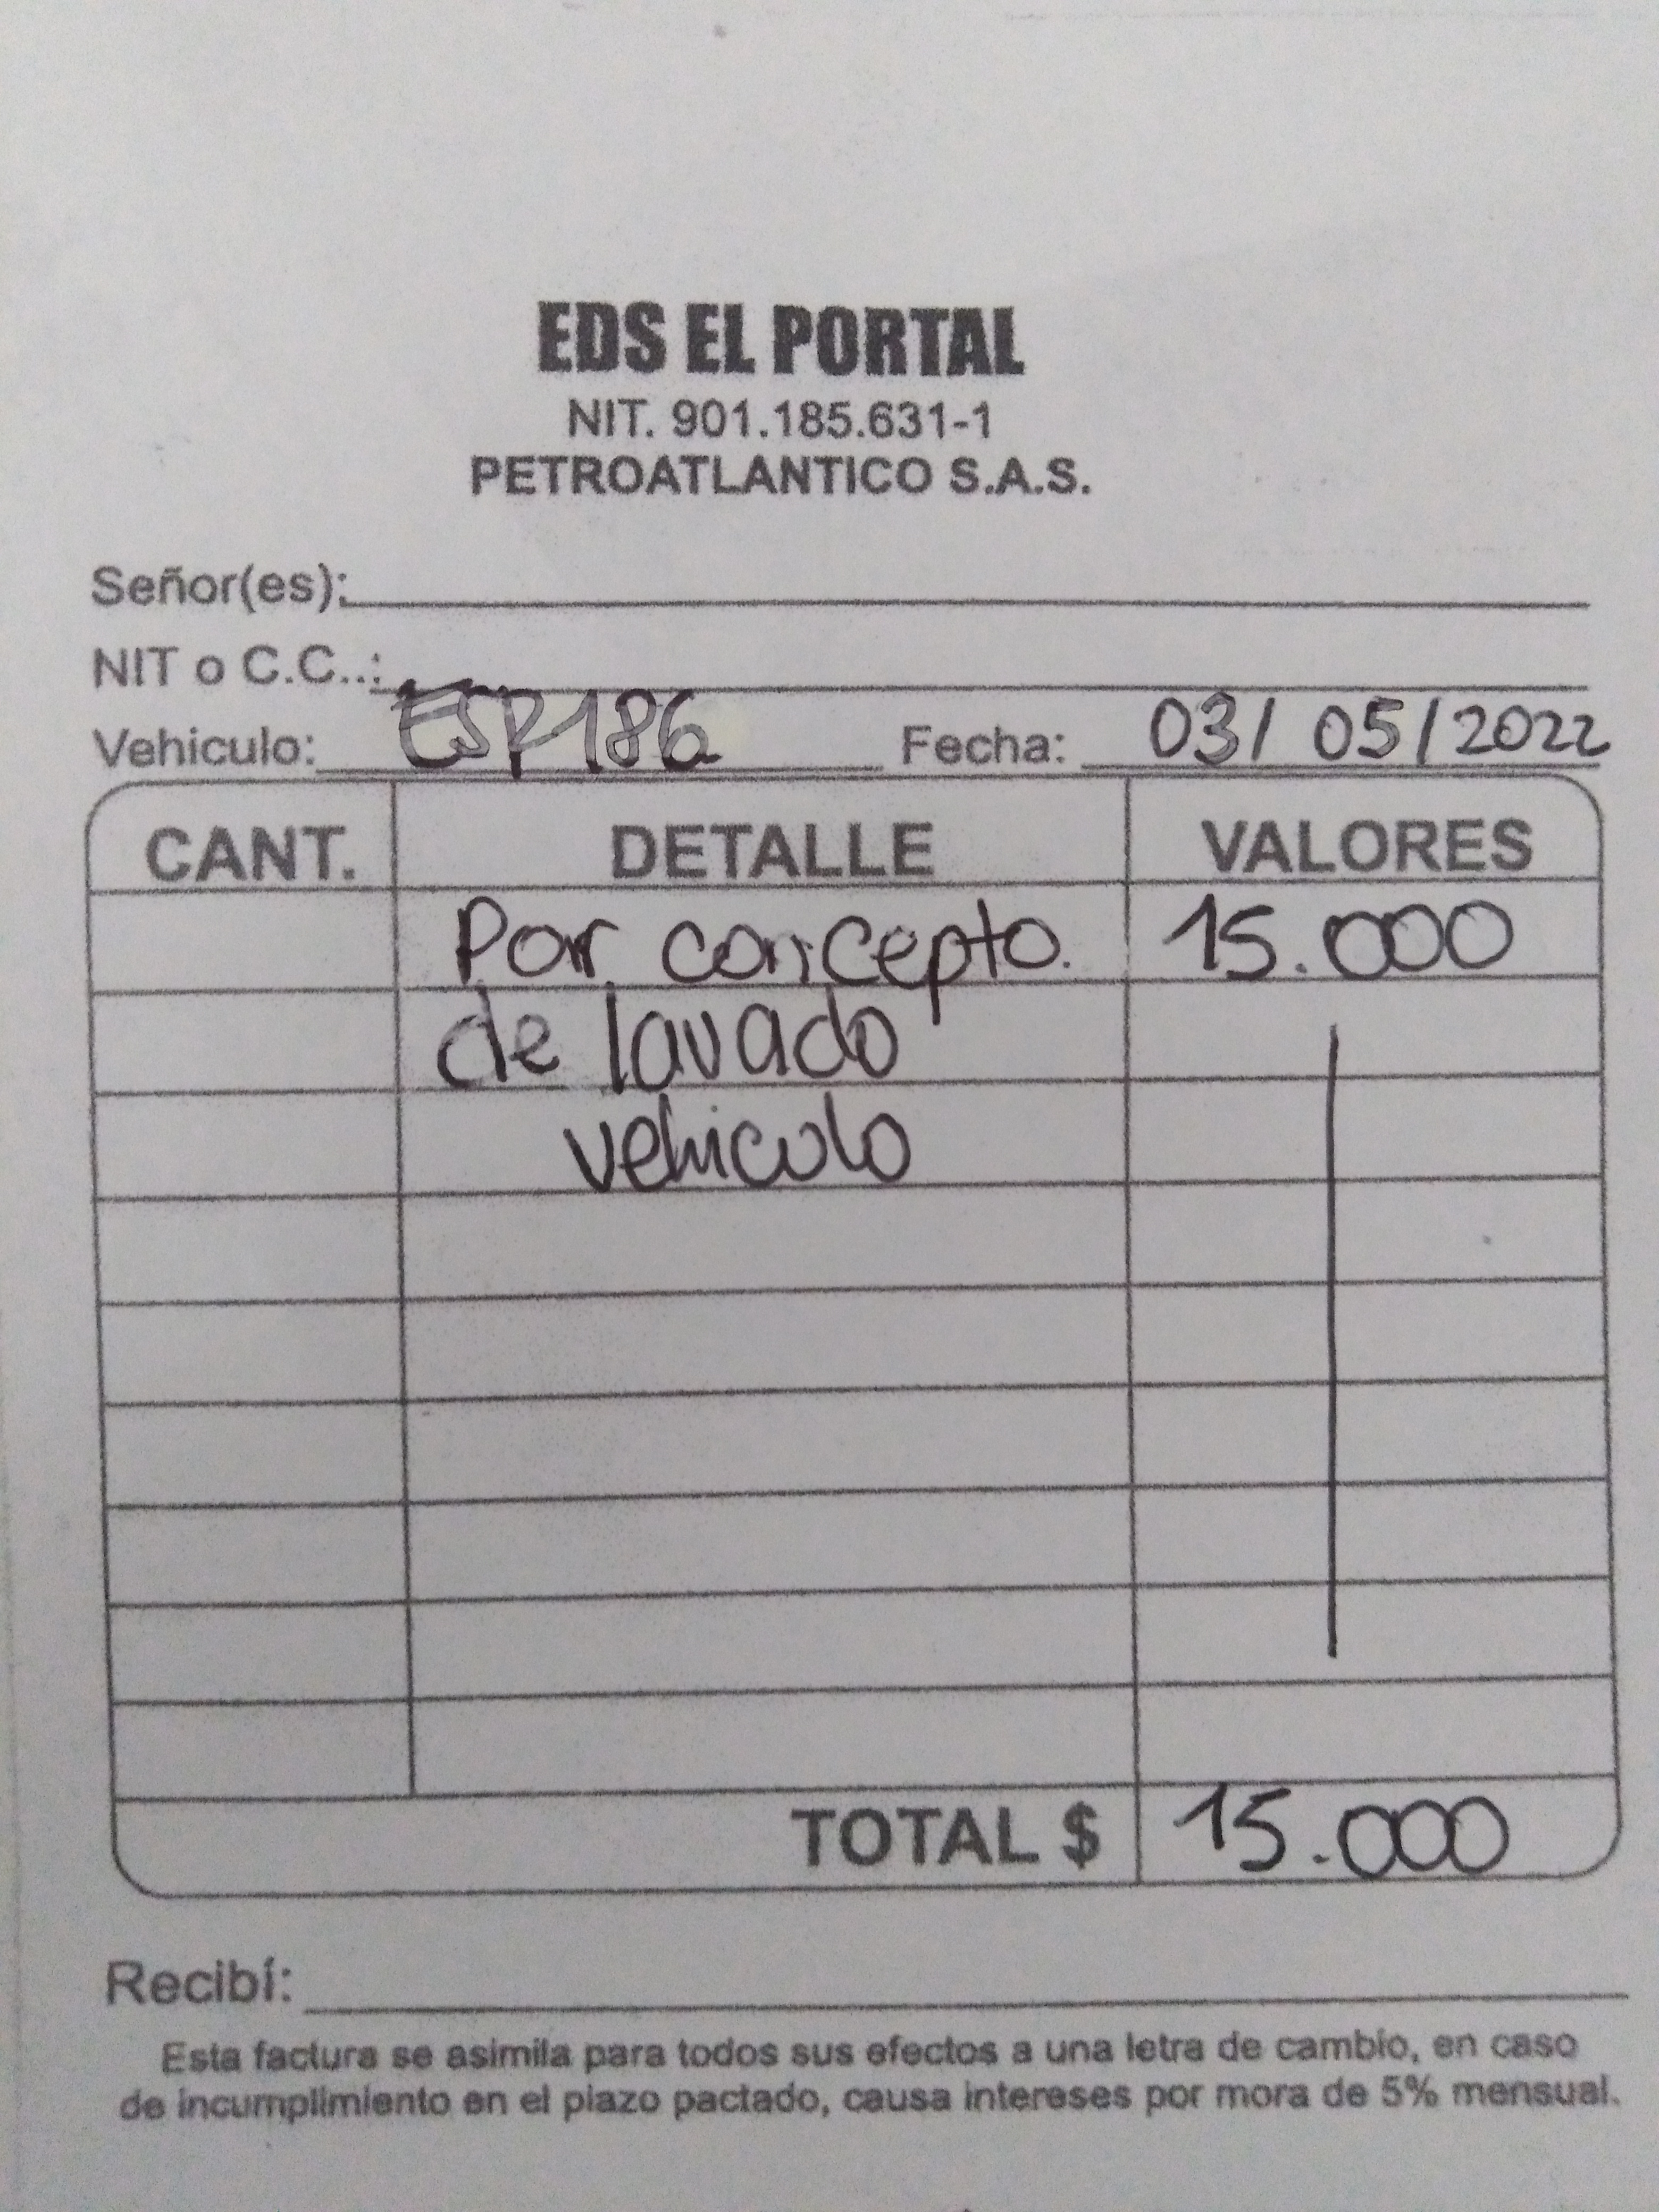 EDS EL PORTAL
NIT. 901.185.631-1
PETROATLANTICO S.A.S.
Señor(es):
NIT o C.C..:
Vehiculo: ESP186 Fecha: 03/ 05/2022
CANT. DETALLE VALORES
Por concepto. 15.000
de lavado
vehiculo
TOTAL $ 15.000
Recibí:
Esta factura se asimila para todos sus efectos a una letra de cambio, en caso
de incumplimiento en el plazo pactado, causa intereses por mora de 5% mensual.